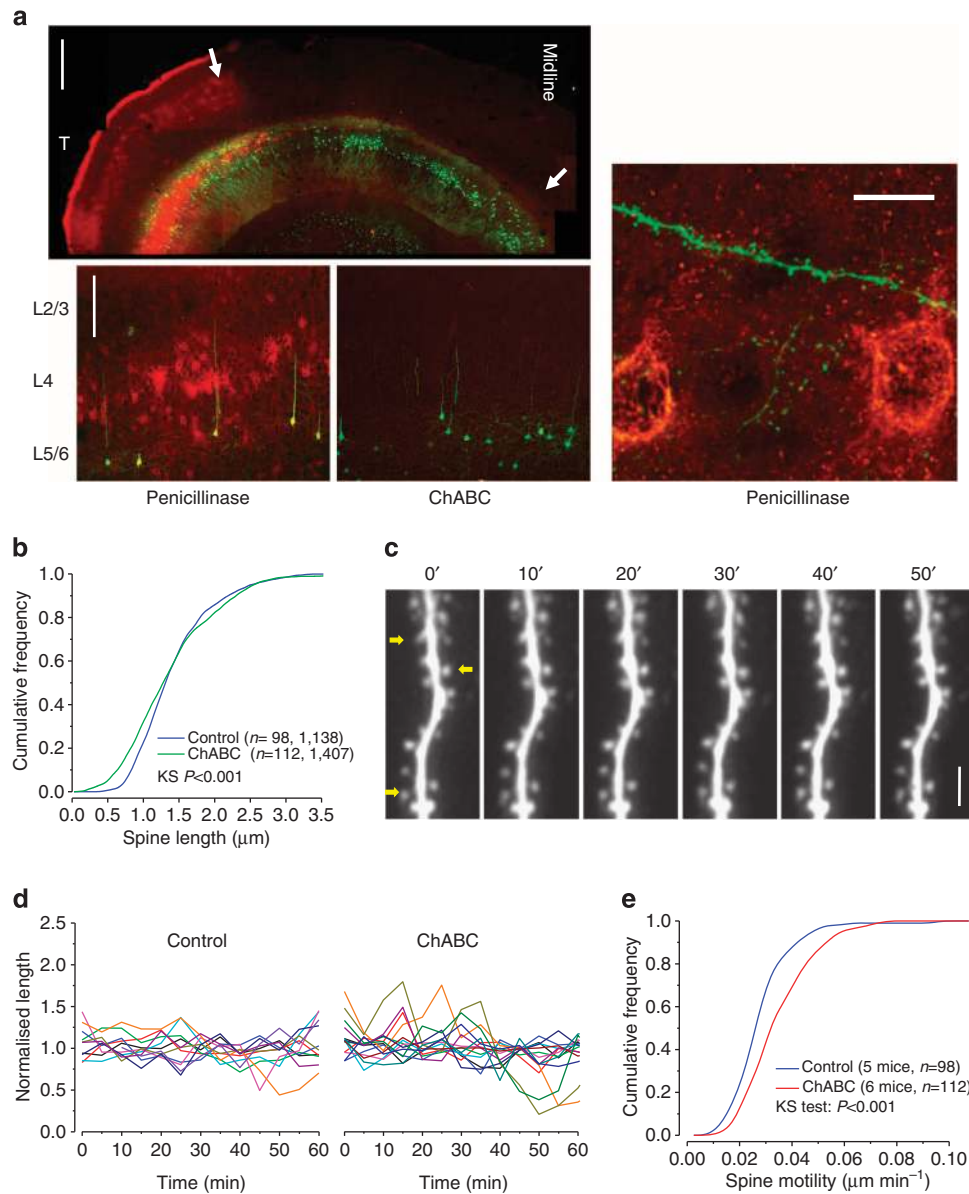 a
T
Midline
L2/3
L4
L5/6
Penicillinase
ChABC
Penicillinase
b
Cumulative frequency
1.0
0.8
0.6
0.4
0.2
0.0
Control (n= 98, 1,138)
ChABC (n=112, 1,407)
KS P<0.001
0.0 0.5 1.0 1.5 2.0 2.5 3.0 3.5
Spine length (μm)
c
0′ 10′ 20′ 30′ 40′ 50′
d
Normalised length
2.5
2.0
1.5
1.0
0.5
0.0
Control
ChABC
0 10 20 30 40 50 60
0 10 20 30 40 50 60
Time (min)
Time (min)
e
Cumulative frequency
1.0
0.8
0.6
0.4
0.2
0.0
Control (5 mice, n=98)
ChABC (6 mice, n=112)
KS test: P<0.001
0.00 0.02 0.04 0.06 0.08 0.10
Spine motility (μm min⁻¹)